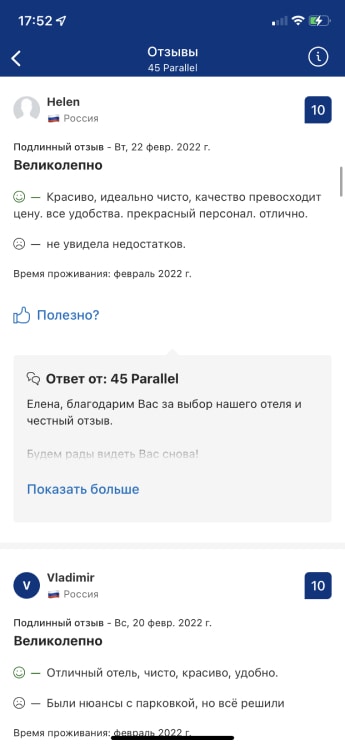 17:52
Отзывы
45 Parallel
Helen
10
Россия
Подлинный отзыв - Вт, 22 февр. 2022 г.
Великолепно
— Красиво, идеально чисто, качество превосходит
цену. все удобства. прекрасный персонал. отлично.
— не увидела недостатков.
Время проживания: февраль 2022 г.
Полезно?
Ответ от: 45 Parallel
Елена, благодарим Вас за выбор нашего отеля и
честный отзыв.
Будем рады видеть Вас снова!
Показать больше
V
Vladimir
10
Россия
Подлинный отзыв - Вс, 20 февр. 2022 г.
Великолепно
— Отличный отель, чисто, красиво, удобно.
— Были нюансы с парковкой, но всё решили
Время проживания: февраль 2022 г.